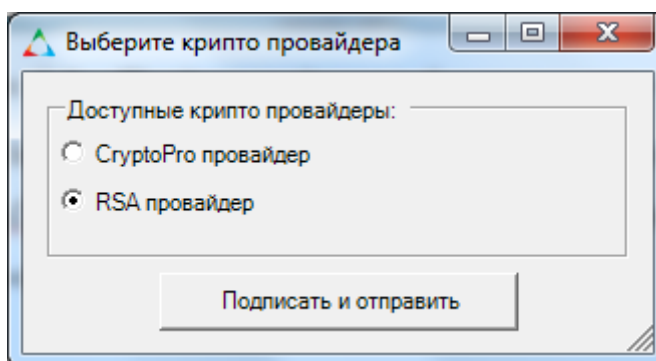 Выберите крипто провайдера
Доступные крипто провайдеры:
CryptoPro провайдер
RSA провайдер
Подписать и отправить